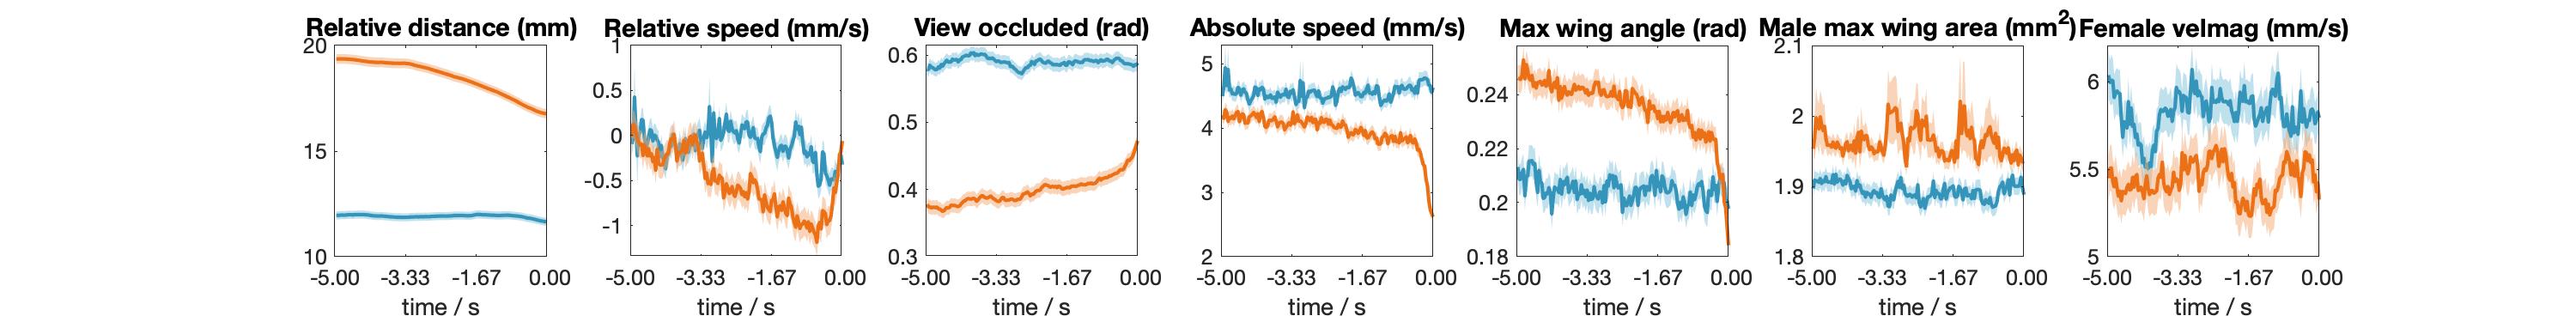 Relative distance (mm)
20
15
10
-5.00 -3.33 -1.67 0.00
time / s
Relative speed (mm/s)
1
0.5
0
-0.5
-1
-5.00 -3.33 -1.67 0.00
time / s
View occluded (rad)
0.6
0.5
0.4
0.3
-5.00 -3.33 -1.67 0.00
time / s
Absolute speed (mm/s)
5
4
3
2
-5.00 -3.33 -1.67 0.00
time / s
Max wing angle (rad)
0.24
0.22
0.2
0.18
-5.00 -3.33 -1.67 0.00
time / s
Male max wing area (mm²)
2.1
2
1.9
1.8
-5.00 -3.33 -1.67 0.00
time / s
Female velmag (mm/s)
6
5.5
5
-5.00 -3.33 -1.67 0.00
time / s